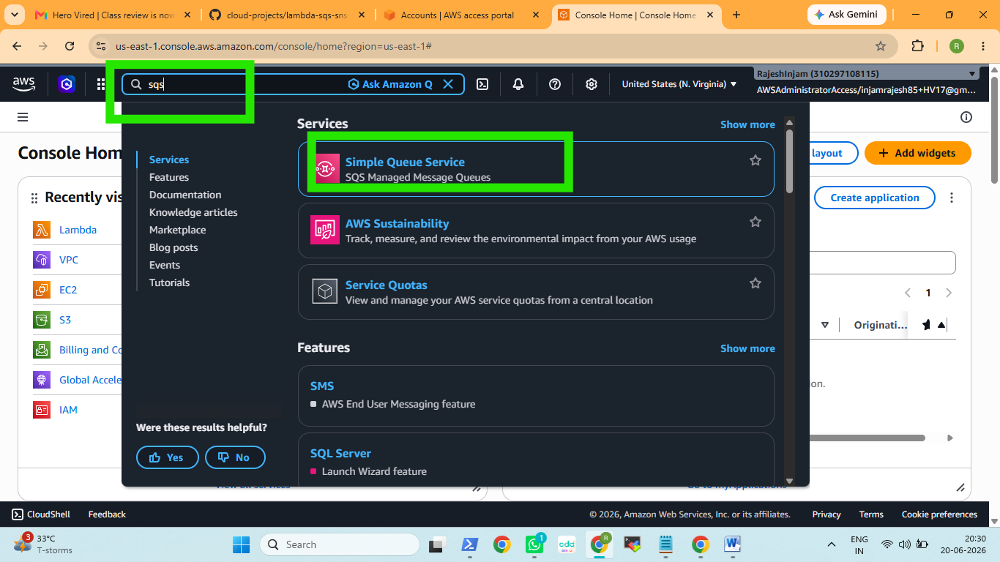 Hero Vired | Class review is now
cloud-projects/lambda-sqs-sns-
Accounts | AWS access portal
Console Home | Console Home
Ask Gemini
us-east-1.console.aws.amazon.com/console/home?region=us-east-1#
R
aws
sqs
Ask Amazon Q
United States (N. Virginia)
RajeshInjam (310297108115)
AWSAdministratorAccess/injamrajesh85+HV17@gm...
Console Hom
layout
Add widgets
Services
Show more
Services
Features
Documentation
Knowledge articles
Marketplace
Blog posts
Events
Tutorials
Simple Queue Service
SQS Managed Message Queues
AWS Sustainability
Track, measure, and review the environmental impact from your AWS usage
Service Quotas
View and manage your AWS service quotas from a central location
Features
Show more
SMS
AWS End User Messaging feature
SQL Server
Launch Wizard feature
Were these results helpful?
Yes
No
Recently vis
Lambda
VPC
EC2
S3
Billing and Co
Global Accele
IAM
View all services
Create application
1
Originati...
ion.
Go to myApplications
CloudShell
Feedback
© 2026, Amazon Web Services, Inc. or its affiliates.
Privacy
Terms
Cookie preferences
3
33°C
T-storms
Search
1
R
ENG
IN
20:30
20-06-2026